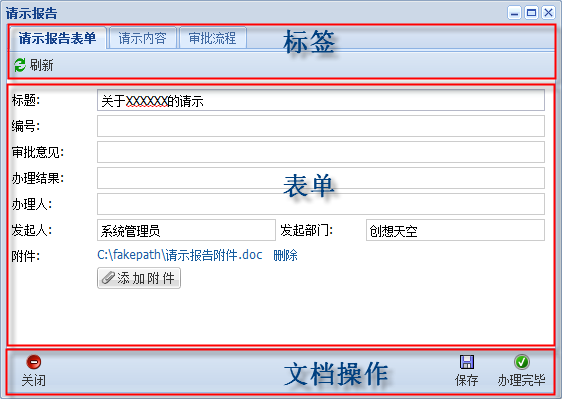 请示报告
请示报告表单 请示内容 审批流程 标签
刷新
标题: 关于XXXXXX的请示
编号:
审批意见:
办理结果: 表单
办理人:
发起人: 系统管理员 发起部门: 创想天空
附件: C:\fakepath\请示报告附件.doc 删除
添加附件
文档操作
关闭 保存 办理完毕